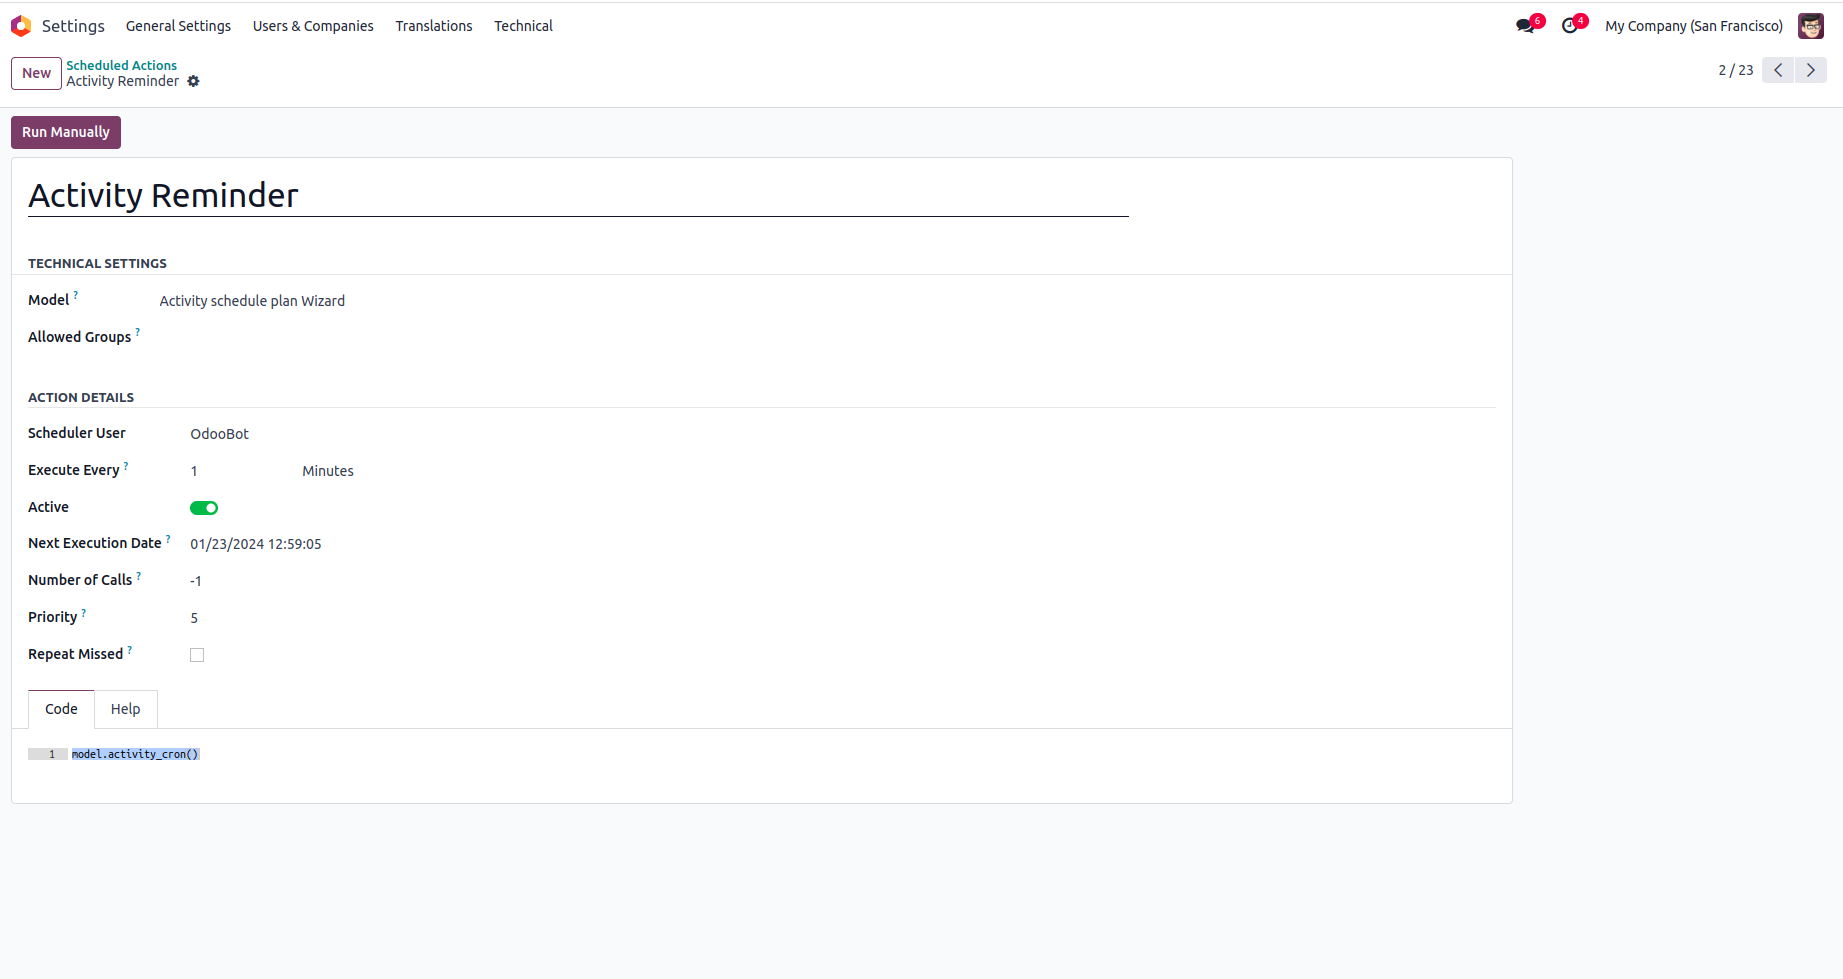 Settings General Settings Users & Companies Translations Technical 6 4 My Company (San Francisco)
New Scheduled Actions
Activity Reminder 2 / 23
Run Manually
Activity Reminder
TECHNICAL SETTINGS
Model ? Activity schedule plan Wizard
Allowed Groups ?
ACTION DETAILS
Scheduler User OdooBot
Execute Every ? 1 Minutes
Active
Next Execution Date ? 01/23/2024 12:59:05
Number of Calls ? -1
Priority ? 5
Repeat Missed ?
Code Help
1 model.activity_cron()